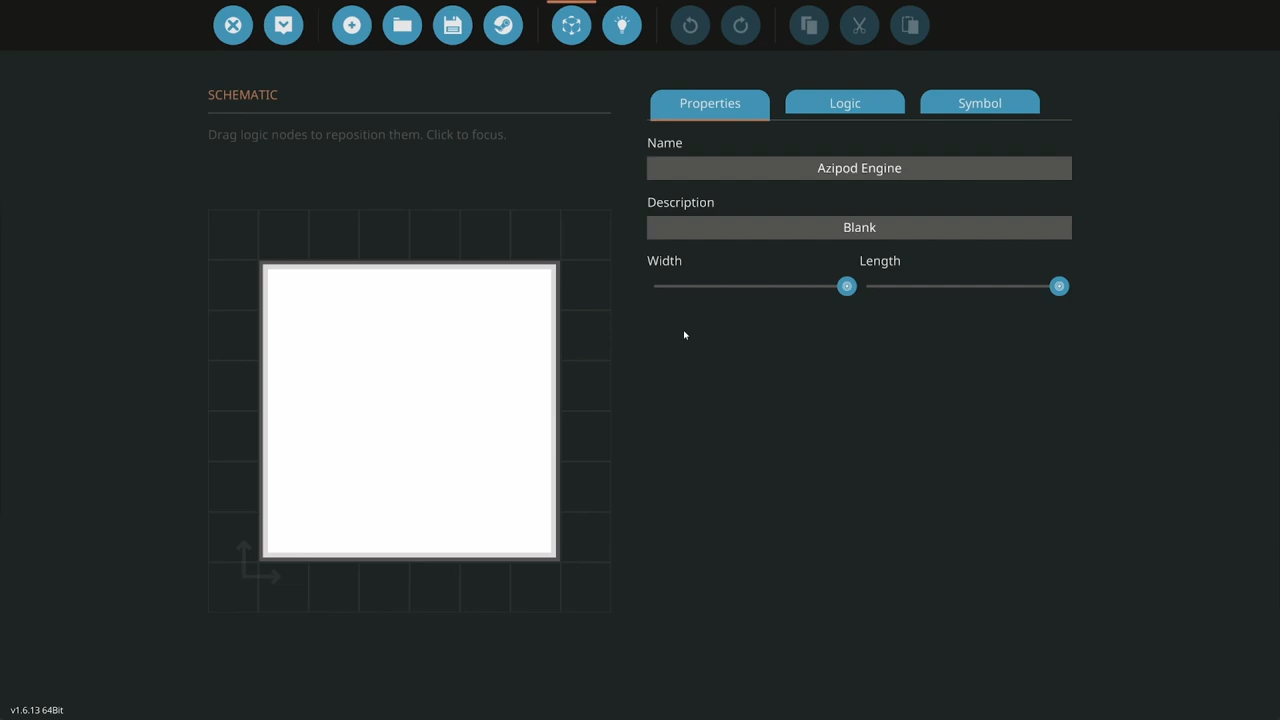 SCHEMATIC
Drag logic nodes to reposition them. Click to focus.
Properties
Logic
Symbol
Name
Azipod Engine
Description
Blank
Width
Length
v1.6.13 64Bit